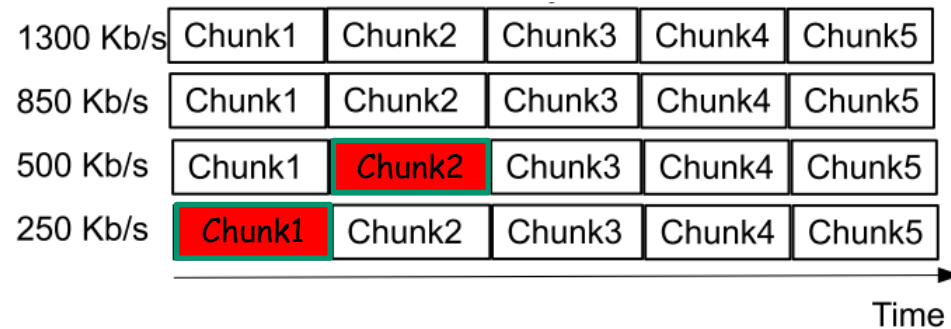 1300 Kb/s Chunk1 Chunk2 Chunk3 Chunk4 Chunk5
850 Kb/s Chunk1 Chunk2 Chunk3 Chunk4 Chunk5
500 Kb/s Chunk1 Chunk2 Chunk3 Chunk4 Chunk5
250 Kb/s Chunk1 Chunk2 Chunk3 Chunk4 Chunk5
Time